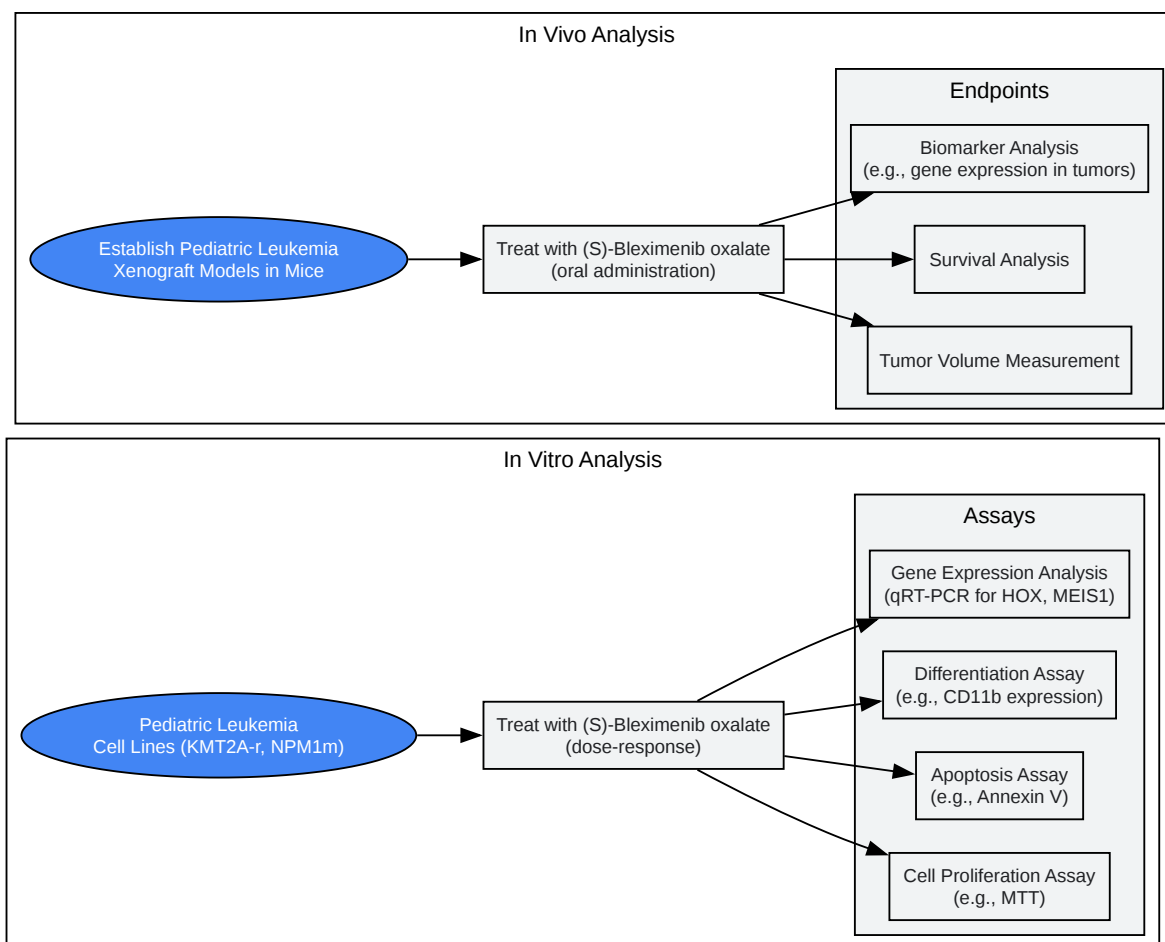 In Vivo Analysis
Endpoints
Biomarker Analysis
(e.g., gene expression in tumors)
Establish Pediatric Leukemia
Xenograft Models in Mice
Treat with (S)-Bleximenib oxalate
(oral administration)
Survival Analysis
Tumor Volume Measurement
In Vitro Analysis
Assays
Gene Expression Analysis
(qRT-PCR for HOX, MEIS1)
Differentiation Assay
(e.g., CD11b expression)
Pediatric Leukemia
Cell Lines (KMT2A-r, NPM1m)
Treat with (S)-Bleximenib oxalate
(dose-response)
Apoptosis Assay
(e.g., Annexin V)
Cell Proliferation Assay
(e.g., MTT)